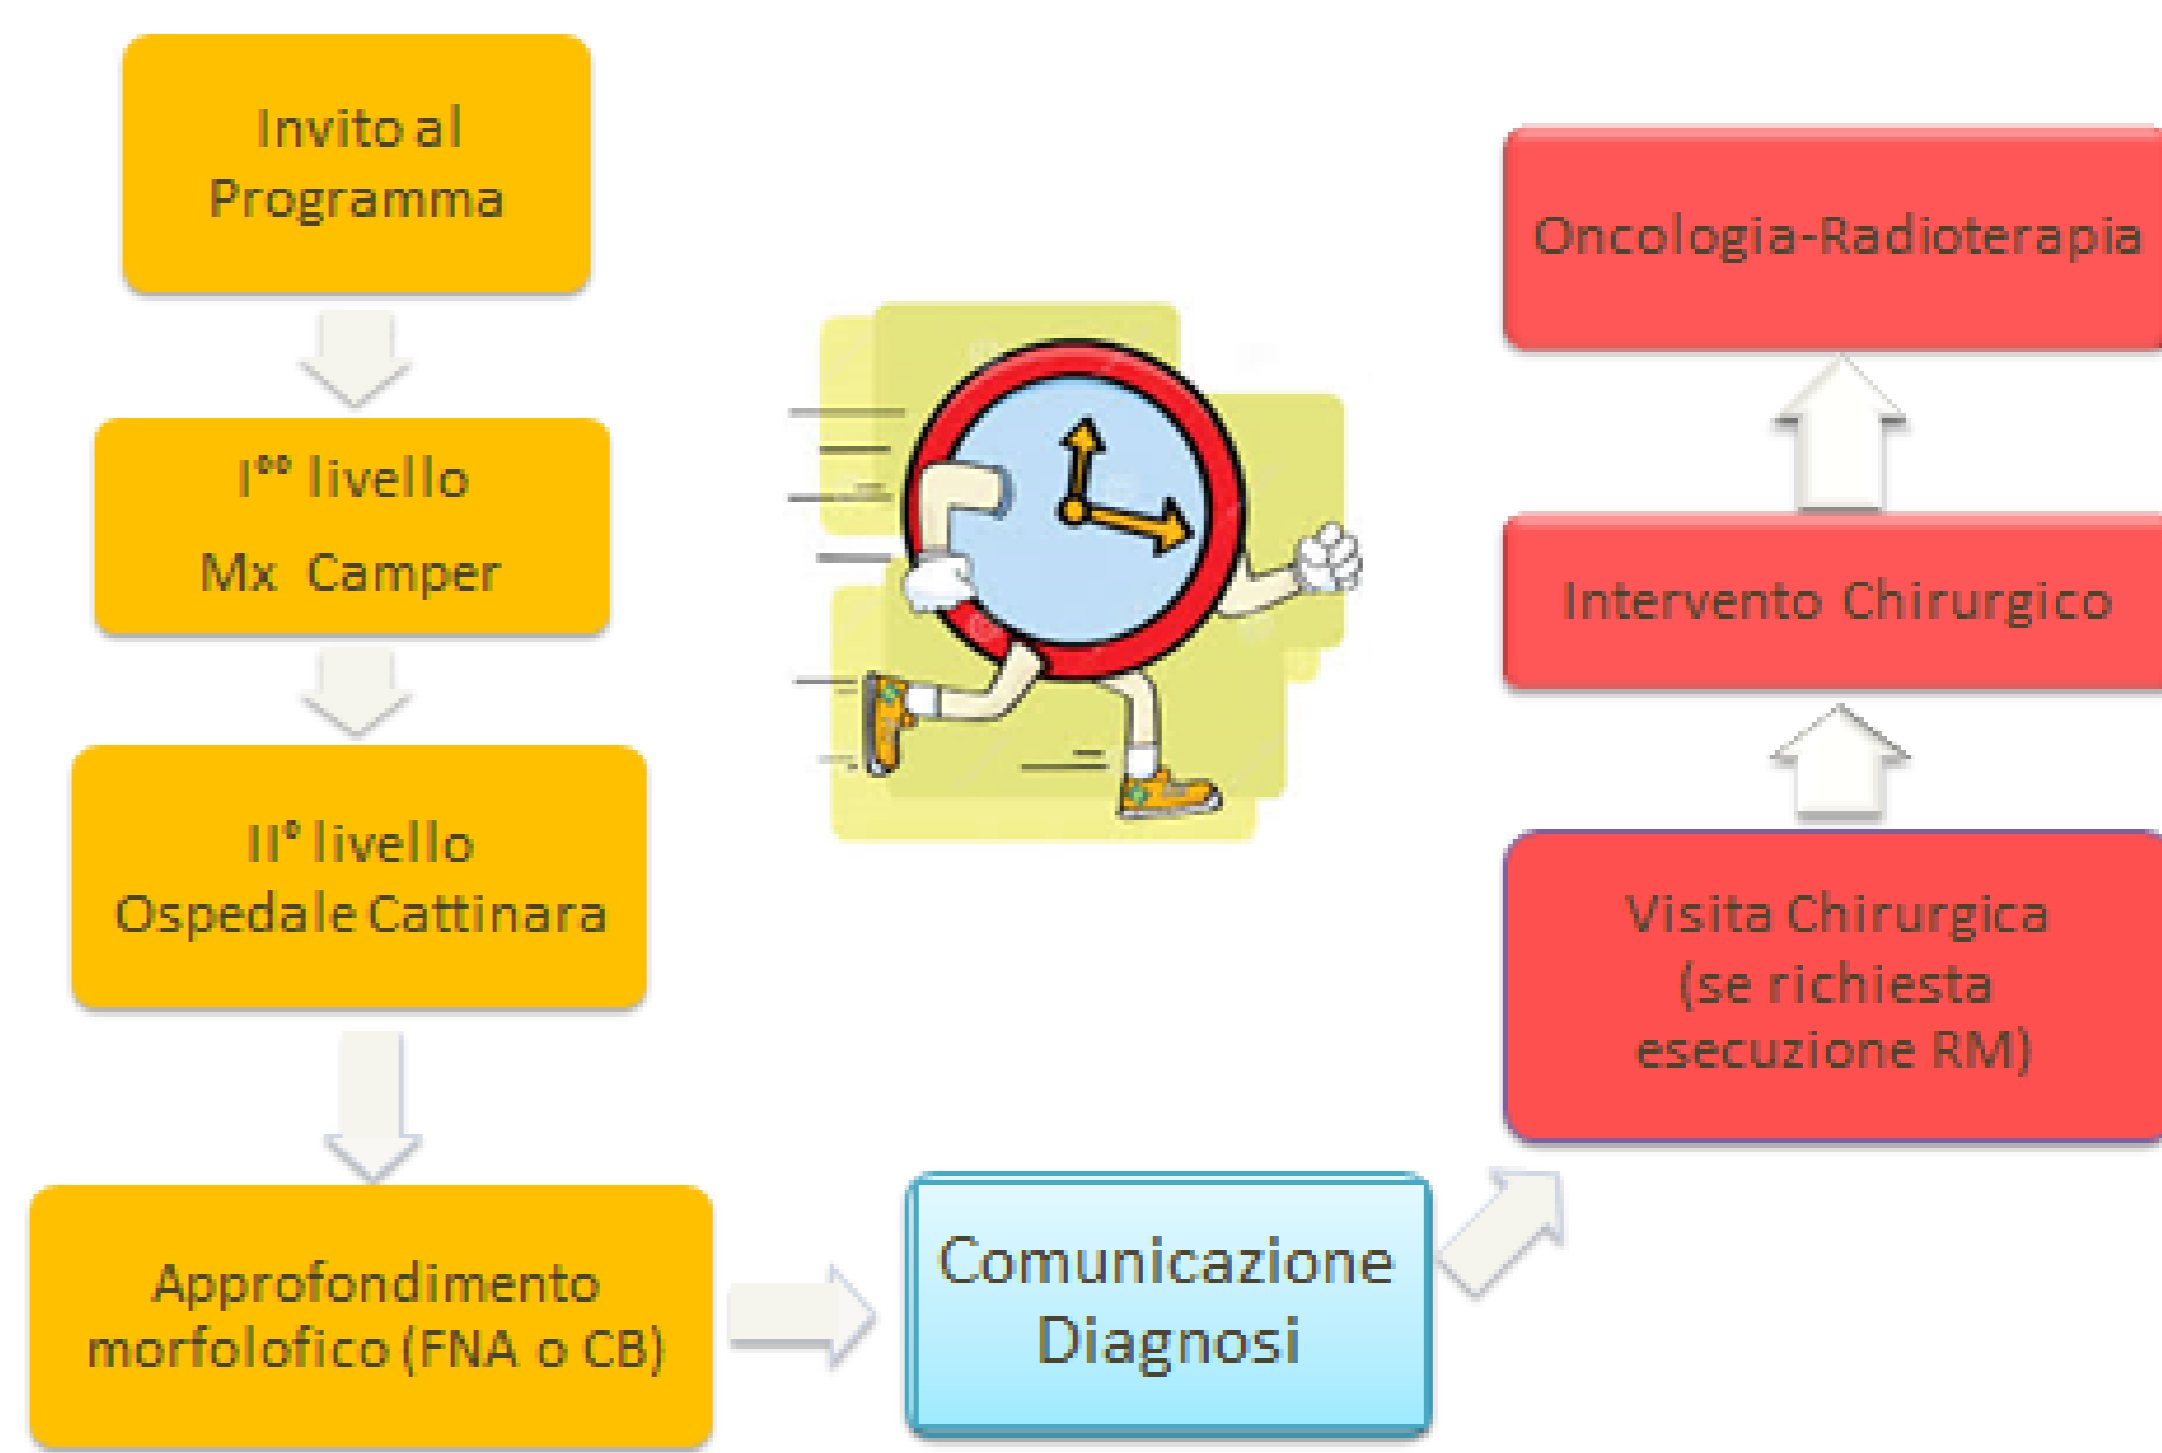 Invito al
Programma
I°° livello
Mx Camper
II° livello
Ospedale Cattinara
Approfondimento
morfolofico (FNA o CB)
Comunicazione
Diagnosi
Visita Chirurgica
(se richiesta
esecuzione RM)
Intervento Chirurgico
Oncologia-Radioterapia